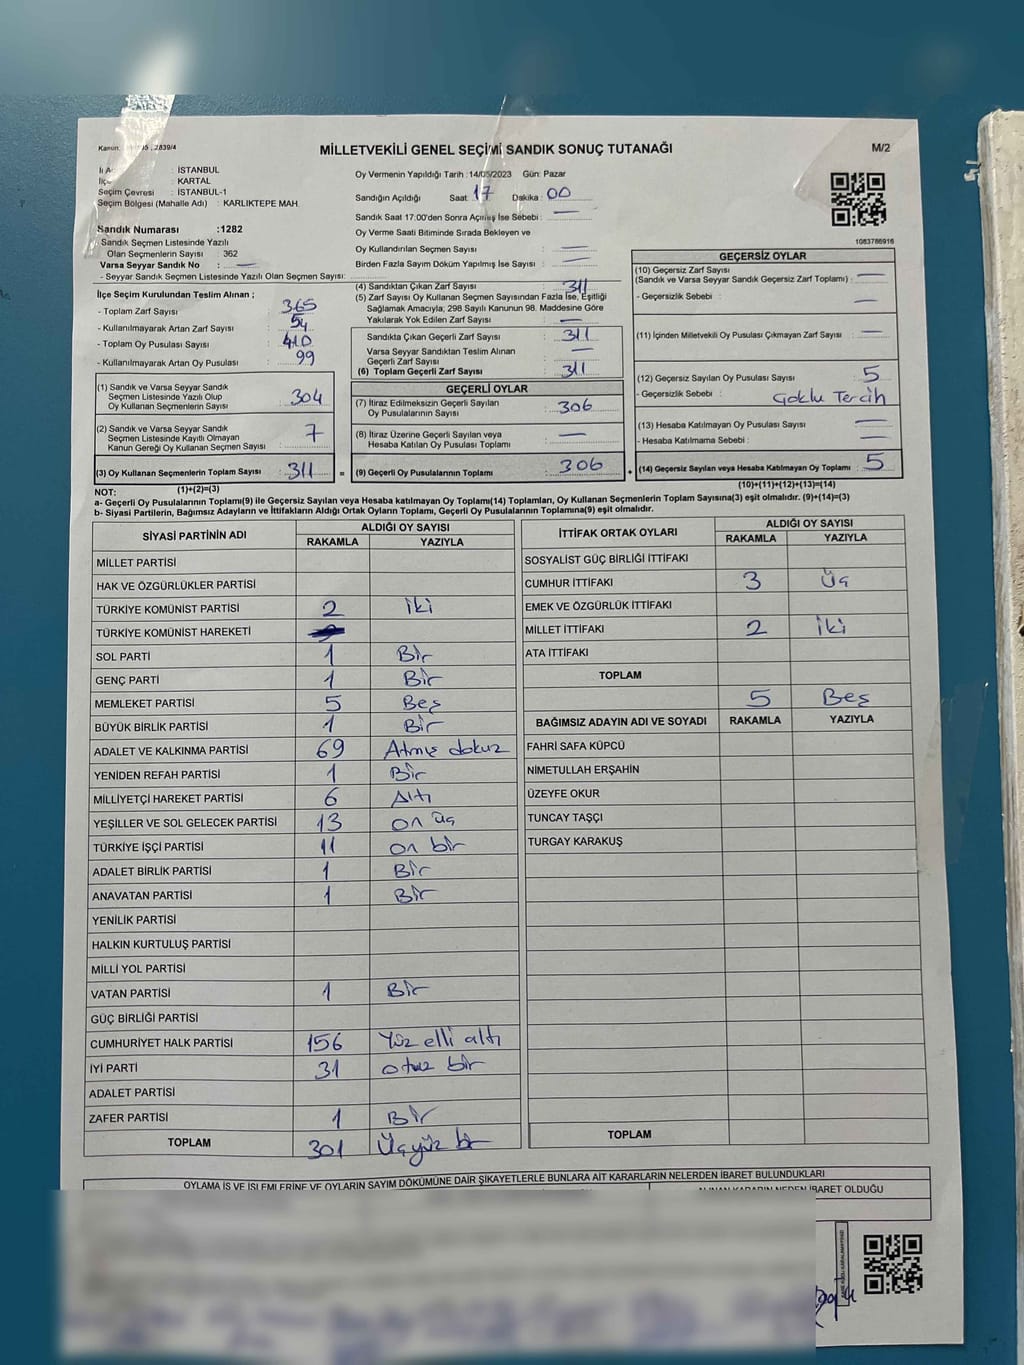 MİLLETVEKİLİ GENEL SEÇİMİ SANDIK SONUÇ TUTANAĞI
M/2
Kanun: 2839/4
: İSTANBUL
: KARTAL
Seçim Çevresi : İSTANBUL-1
Seçim Bölgesi (Mahalle Adı) : KARLIKTEPE MAH.
Sandık Numarası :1282
Sandık Seçmen Listesinde Yazılı
Olan Seçmenlerin Sayısı : 362
Varsa Seyyar Sandık No : —
- Seyyar Sandık Seçmen Listesinde Yazılı Olan Seçmen Sayısı:
Oy Vermenin Yapıldığı Tarih :14/05/2023 Gün: Pazar
Sandığın Açıldığı Saat: 17 Dakika : 00
Sandık Saat 17:00'den Sonra Açılmış İse Sebebi : —
Oy Verme Saati Bitiminde Sırada Bekleyen ve
Oy Kullandırılan Seçmen Sayısı : —
Birden Fazla Sayım Döküm Yapılmış İse Sayısı : —
1083786916
İlçe Seçim Kurulundan Teslim Alınan ;
- Toplam Zarf Sayısı : 365
- Kullanılmayarak Artan Zarf Sayısı : 54
- Toplam Oy Pusulası Sayısı : 410
- Kullanılmayarak Artan Oy Pusulası : 99
(1) Sandık ve Varsa Seyyar Sandık
Seçmen Listesinde Yazılı Olup
Oy Kullanan Seçmenlerin Sayısı : 304
(2) Sandık ve Varsa Seyyar Sandık
Seçmen Listesinde Kayıtlı Olmayan
Kanun Gereği Oy Kullanan Seçmen Sayısı : 7
(3) Oy Kullanan Seçmenlerin Toplam Sayısı : 311
(1)+(2)=(3)
(4) Sandıktan Çıkan Zarf Sayısı : 311
(5) Zarf Sayısı Oy Kullanan Seçmen Sayısından Fazla İse, Eşitliği
Sağlamak Amacıyla; 298 Sayılı Kanunun 98. Maddesine Göre
Yakılarak Yok Edilen Zarf Sayısı : —
Sandıkta Çıkan Geçerli Zarf Sayısı : 311
Varsa Seyyar Sandıktan Teslim Alınan
Geçerli Zarf Sayısı : —
(6) Toplam Geçerli Zarf Sayısı : 311
GEÇERLİ OYLAR
(7) İtiraz Edilmeksizin Geçerli Sayılan
Oy Pusulalarının Sayısı : 306
(8) İtiraz Üzerine Geçerli Sayılan veya
Hesaba Katılan Oy Pusulası Toplamı : —
= (9) Geçerli Oy Pusulalarının Toplamı : 306
GEÇERSİZ OYLAR
(10) Geçersiz Zarf Sayısı
(Sandık ve Varsa Seyyar Sandık Geçersiz Zarf Toplamı) : —
- Geçersizlik Sebebi : —
(11) İçinden Milletvekili Oy Pusulası Çıkmayan Zarf Sayısı : —
(12) Geçersiz Sayılan Oy Pusulası Sayısı : 5
- Geçersizlik Sebebi : Çoklu Tercih
(13) Hesaba Katılmayan Oy Pusulası Sayısı : —
- Hesaba Katılmama Sebebi : —
+ (14) Geçersiz Sayılan veya Hesaba Katılmayan Oy Toplamı : 5
(10)+(11)+(12)+(13)=(14)
NOT:
a- Geçerli Oy Pusulalarının Toplamı(9) ile Geçersiz Sayılan veya Hesaba katılmayan Oy Toplamı(14) Toplamları, Oy Kullanan Seçmenlerin Toplam Sayısına(3) eşit olmalıdır. (9)+(14)=(3)
b- Siyasi Partilerin, Bağımsız Adayların ve İttifakların Aldığı Ortak Oyların Toplamı, Geçerli Oy Pusulalarının Toplamına(9) eşit olmalıdır.
SİYASİ PARTİNİN ADI ALDIĞI OY SAYISI
RAKAMLA YAZIYLA
MİLLET PARTİSİ
HAK VE ÖZGÜRLÜKLER PARTİSİ
TÜRKİYE KOMÜNİST PARTİSİ 2 iki
TÜRKİYE KOMÜNİST HAREKETİ
SOL PARTİ 1 Bir
GENÇ PARTİ 1 Bir
MEMLEKET PARTİSİ 5 Beş
BÜYÜK BİRLİK PARTİSİ 1 Bir
ADALET VE KALKINMA PARTİSİ 69 Atmış dokuz
YENİDEN REFAH PARTİSİ 1 Bir
MİLLİYETÇİ HAREKET PARTİSİ 6 Altı
YEŞİLLER VE SOL GELECEK PARTİSİ 13 on üç
TÜRKİYE İŞÇİ PARTİSİ 11 on bir
ADALET BİRLİK PARTİSİ 1 Bir
ANAVATAN PARTİSİ 1 Bir
YENİLİK PARTİSİ
HALKIN KURTULUŞ PARTİSİ
MİLLİ YOL PARTİSİ
VATAN PARTİSİ 1 Bir
GÜÇ BİRLİĞİ PARTİSİ
CUMHURİYET HALK PARTİSİ 156 Yüz elli altı
İYİ PARTİ 31 otuz bir
ADALET PARTİSİ
ZAFER PARTİSİ 1 Bir
TOPLAM 301 Üçyüz bir
İTTİFAK ORTAK OYLARI ALDIĞI OY SAYISI
RAKAMLA YAZIYLA
SOSYALİST GÜÇ BİRLİĞİ İTTİFAKI
CUMHUR İTTİFAKI 3 Üç
EMEK VE ÖZGÜRLÜK İTTİFAKI
MİLLET İTTİFAKI 2 iki
ATA İTTİFAKI
TOPLAM
5 Beş
BAĞIMSIZ ADAYIN ADI VE SOYADI RAKAMLA YAZIYLA
FAHRİ SAFA KÜPCÜ
NİMETULLAH ERŞAHİN
ÜZEYFE OKUR
TUNCAY TAŞÇI
TURGAY KARAKUŞ
TOPLAM
OYLAMA İŞ VE İŞLEMLERİNE VE OYLARIN SAYIM DÖKÜMÜNE DAİR ŞİKAYETLERLE BUNLARA AİT KARARLARIN NELERDEN İBARET BULUNDUKLARI
ALINAN KARARIN NEDEN İBARET OLDUĞU